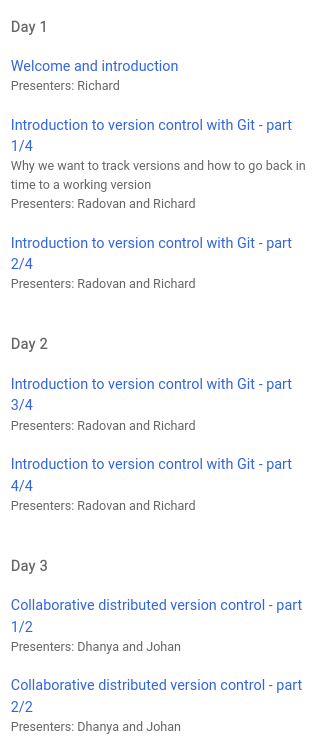 Day 1
Welcome and introduction
Presenters: Richard
Introduction to version control with Git - part
1/4
Why we want to track versions and how to go back in
time to a working version
Presenters: Radovan and Richard
Introduction to version control with Git - part
2/4
Presenters: Radovan and Richard
Day 2
Introduction to version control with Git - part
3/4
Presenters: Radovan and Richard
Introduction to version control with Git - part
4/4
Presenters: Radovan and Richard
Day 3
Collaborative distributed version control - part
1/2
Presenters: Dhanya and Johan
Collaborative distributed version control - part
2/2
Presenters: Dhanya and Johan